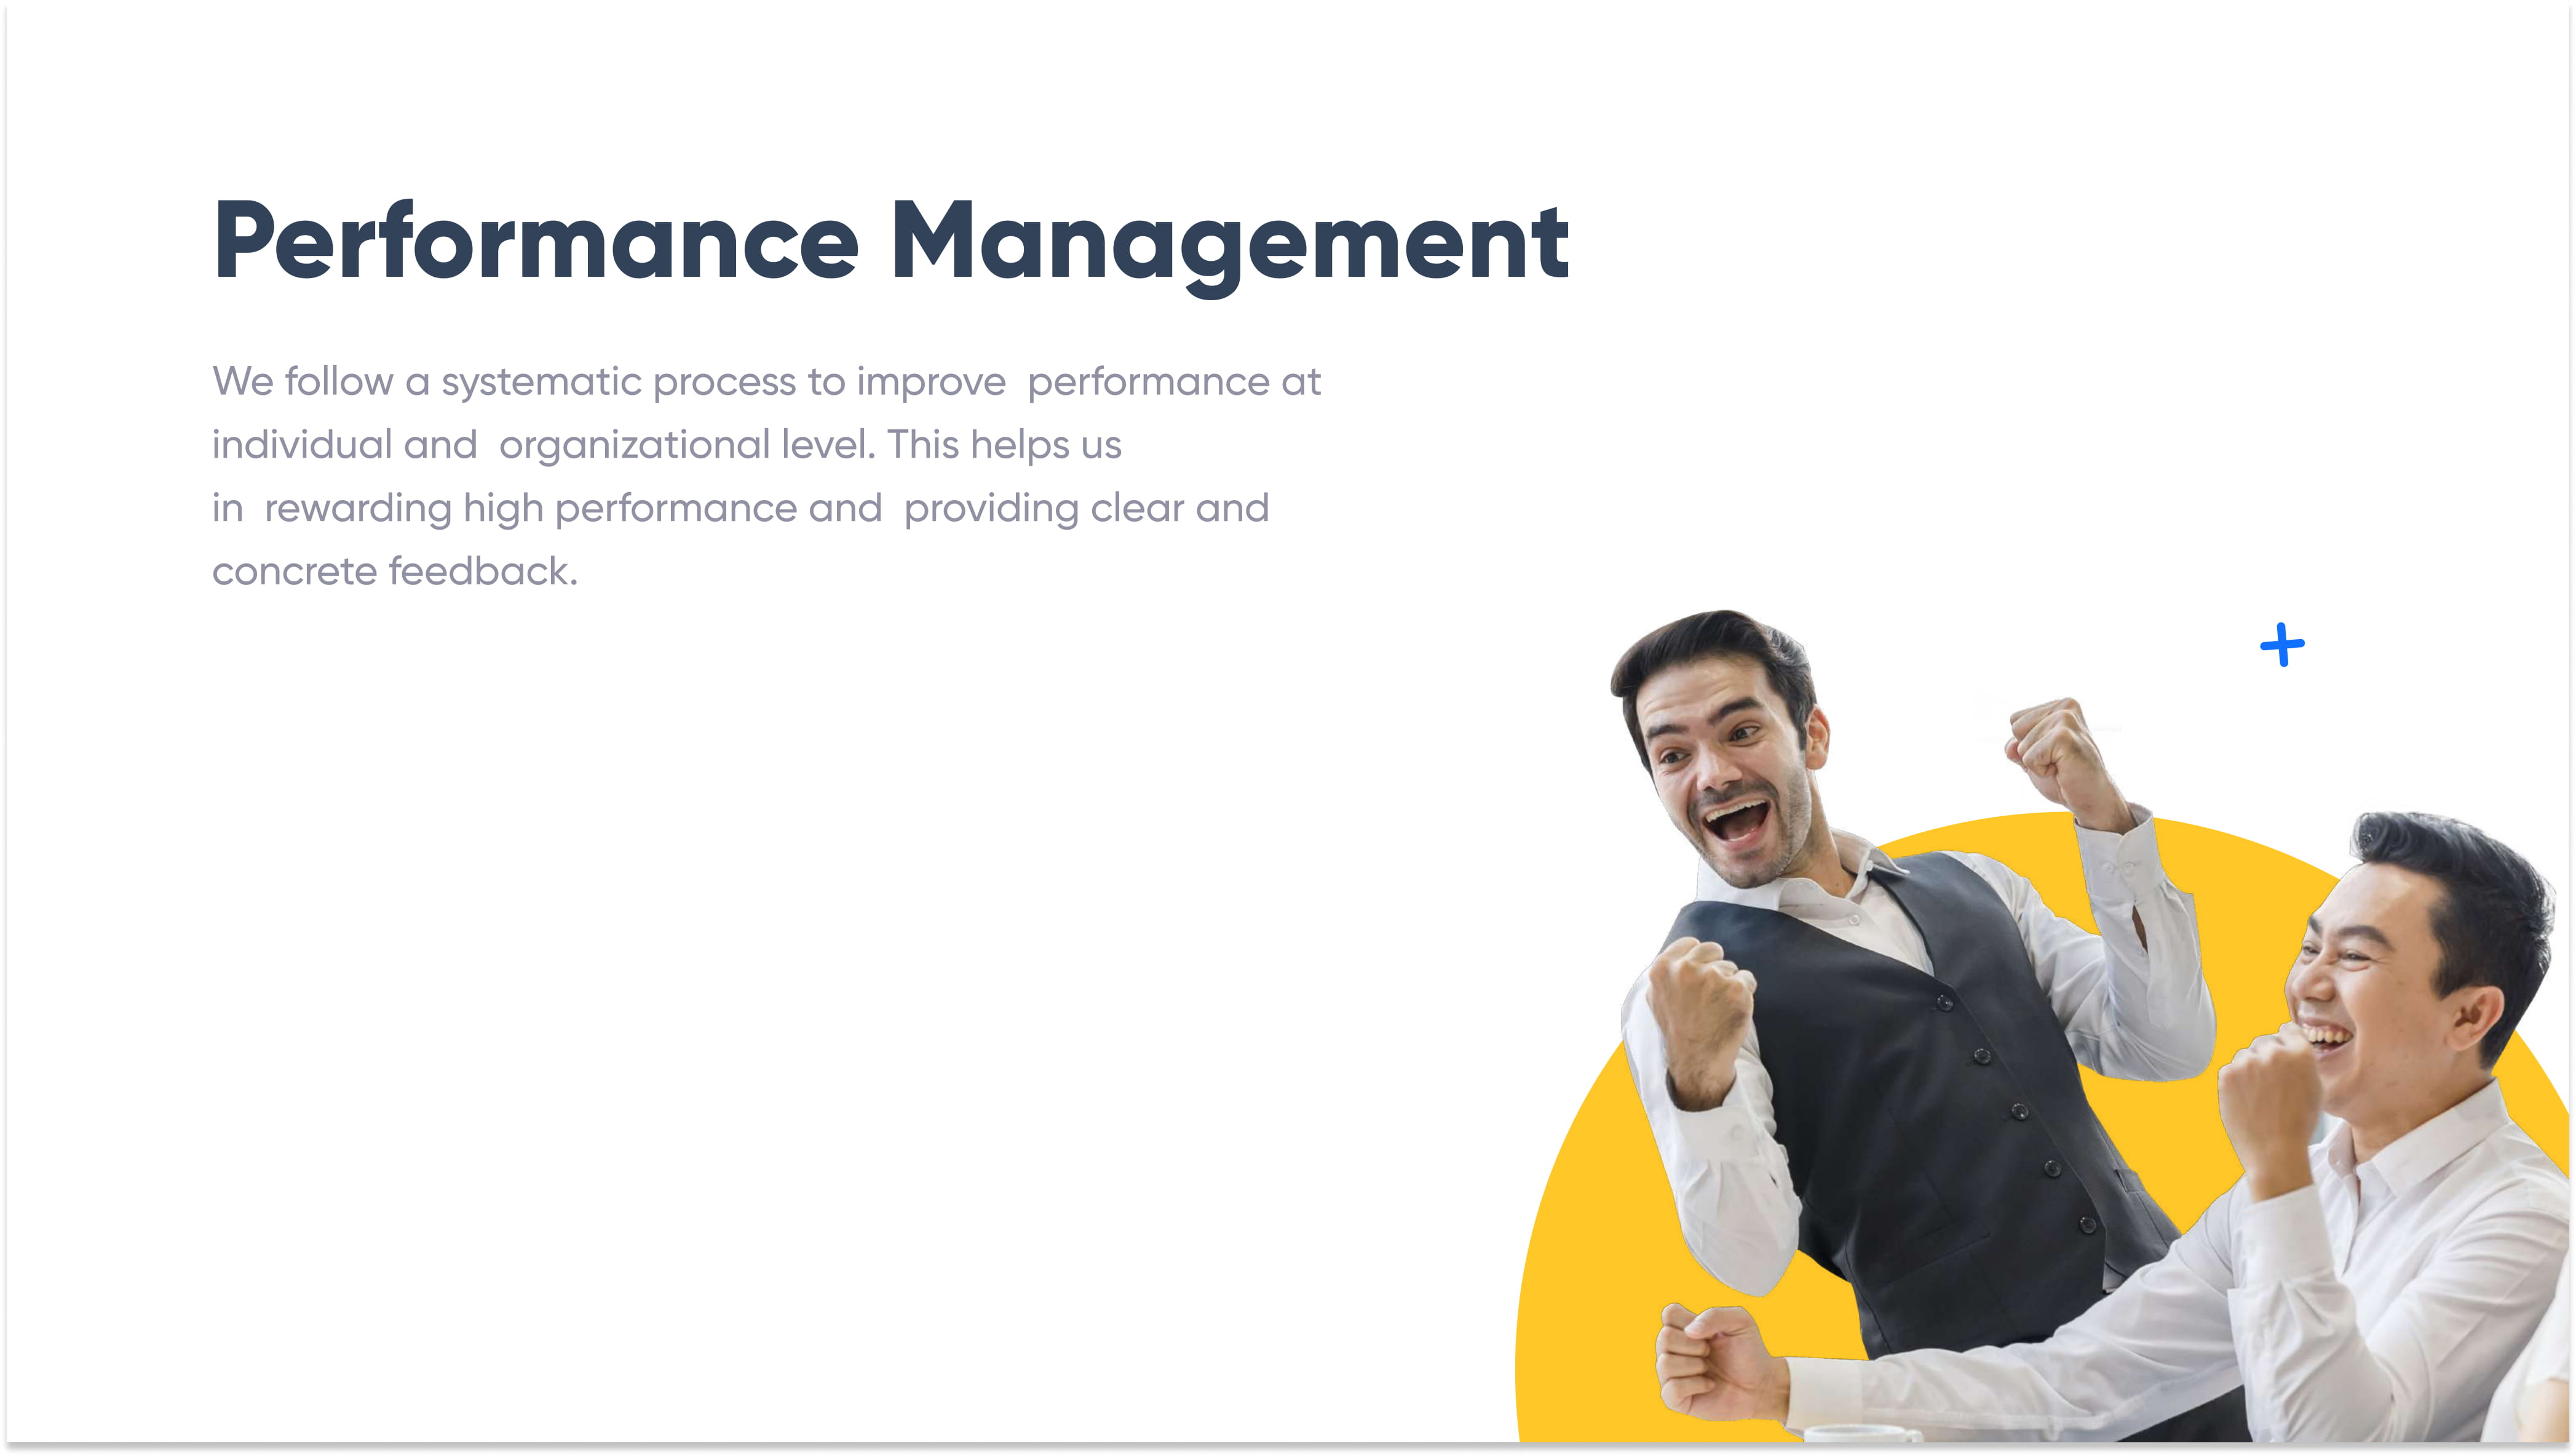 Performance Management
We follow a systematic process to improve  performance at
individual and  organizational level. This helps us
in  rewarding high performance and  providing clear and
concrete feedback.